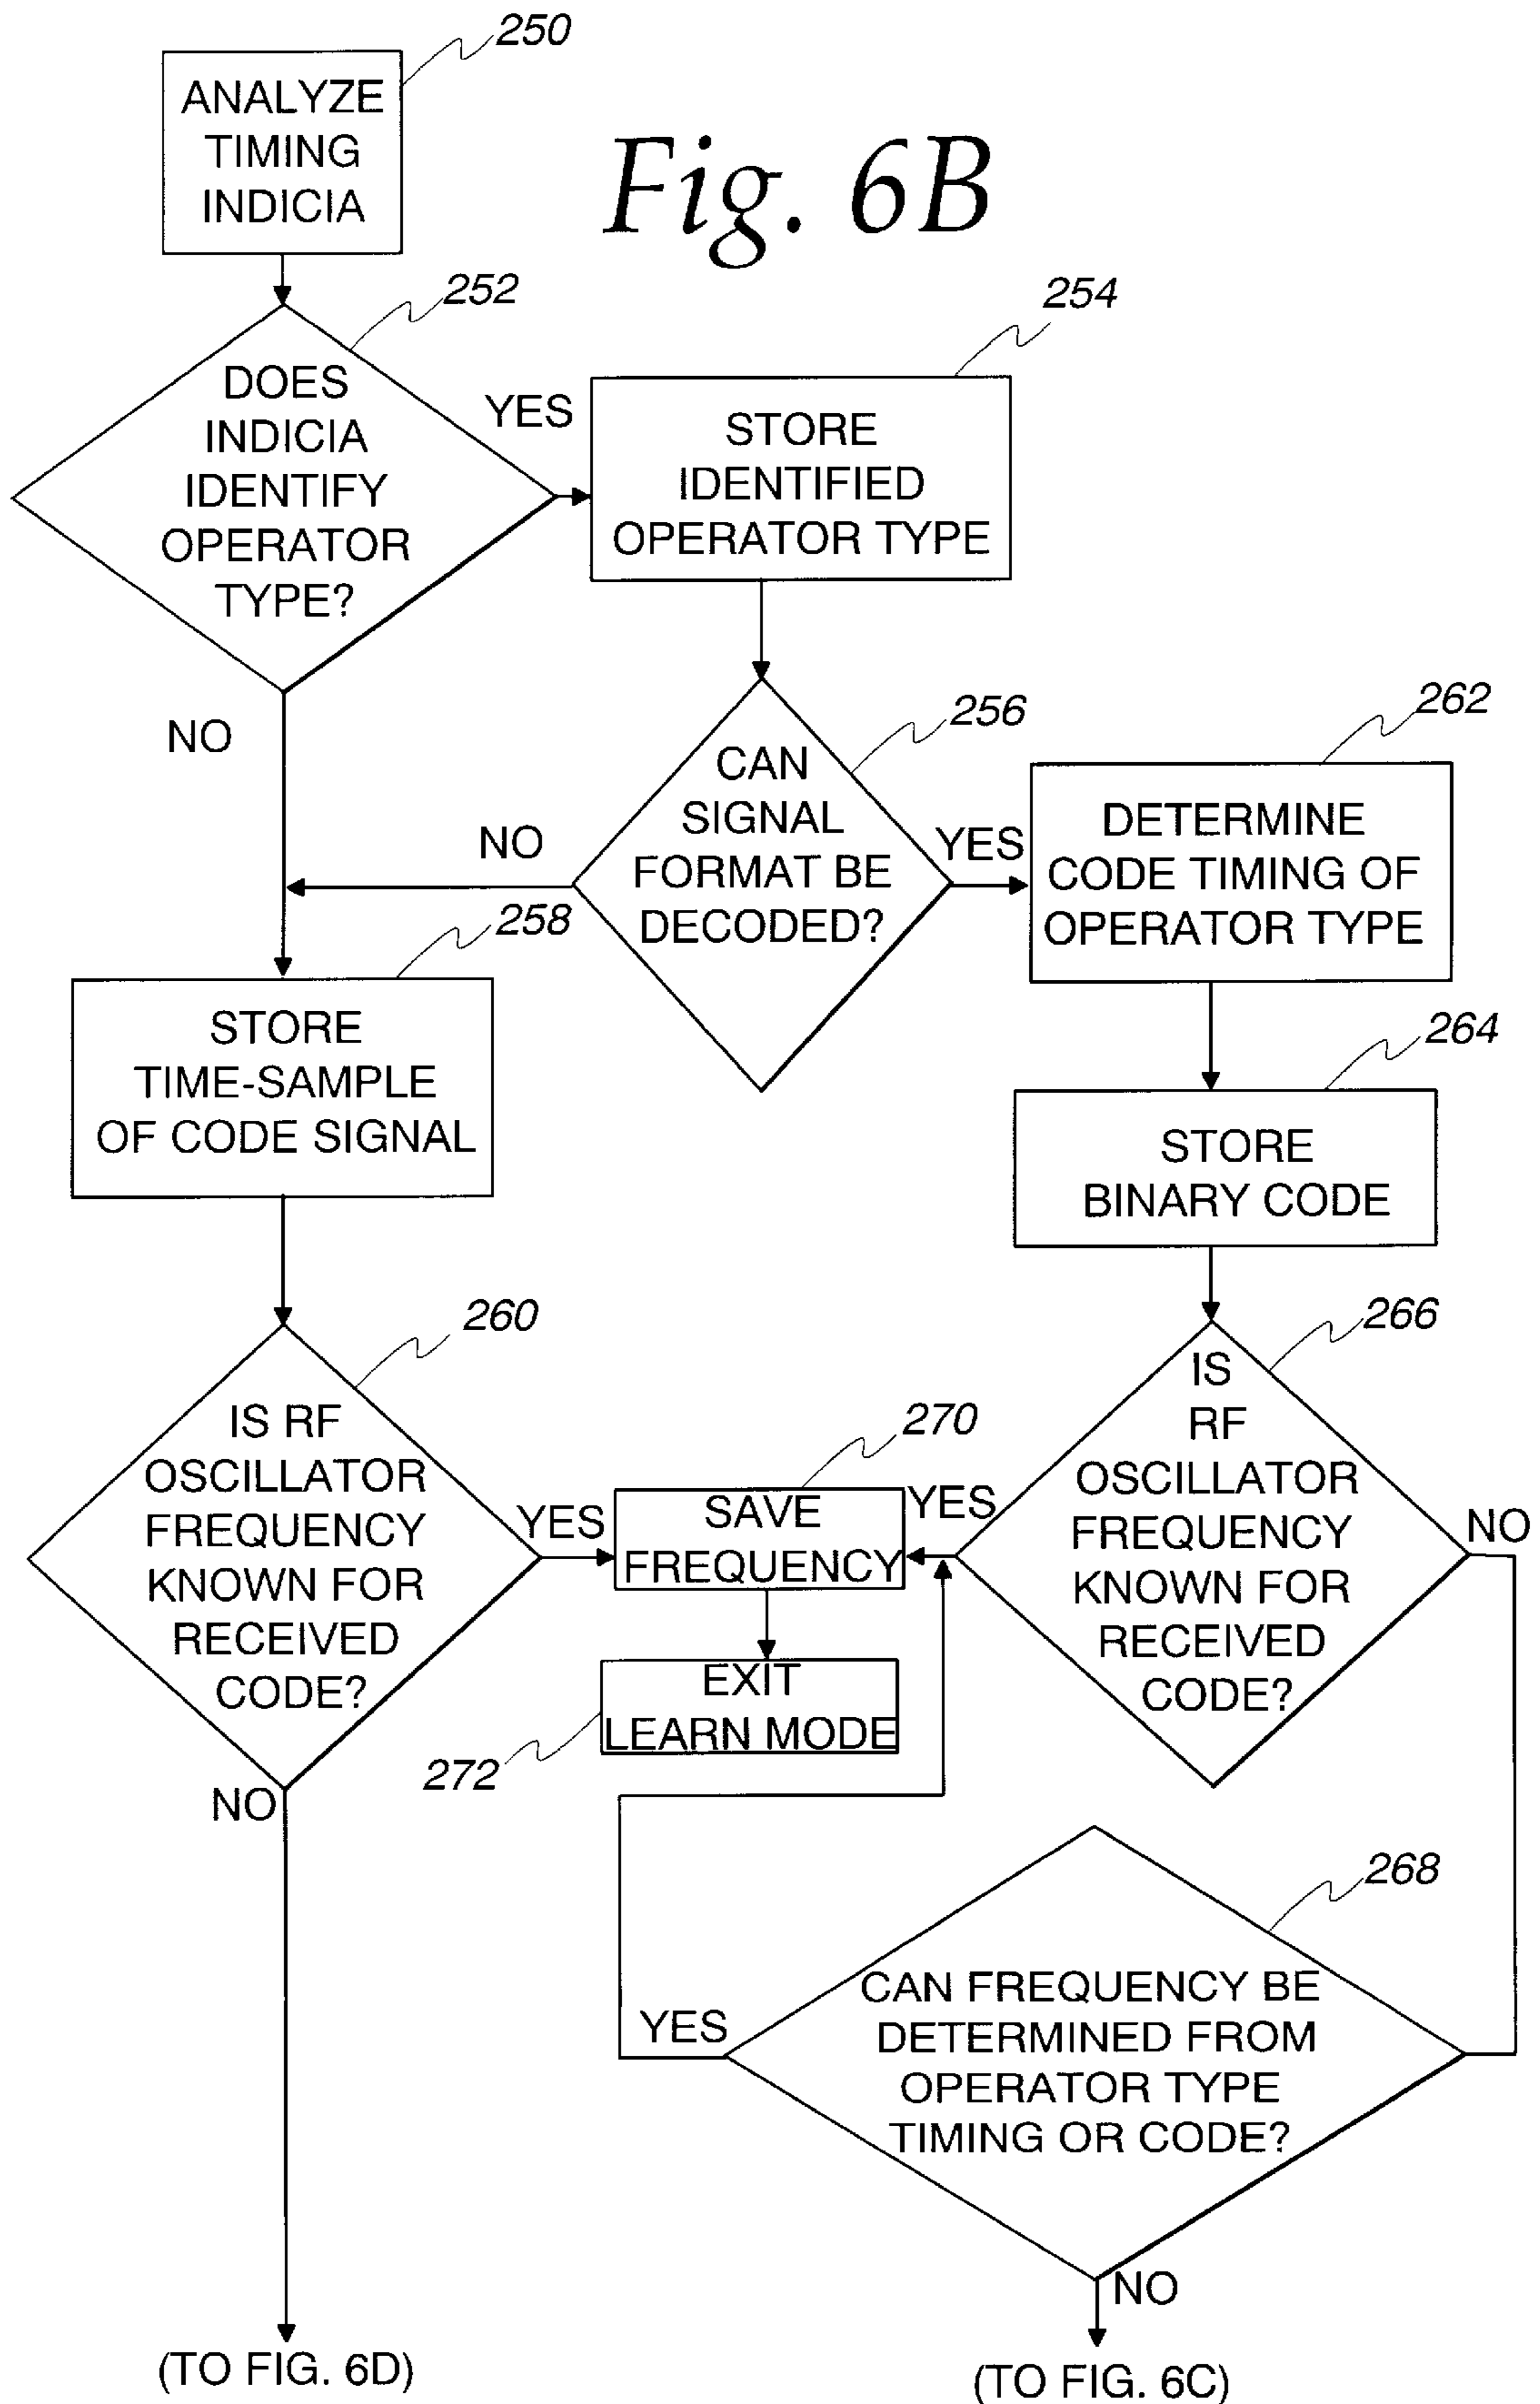 250
ANALYZE
TIMING
INDICIA
Fig. 6B
252
DOES
INDICIA
IDENTIFY
OPERATOR
TYPE?
YES
NO
254
STORE
IDENTIFIED
OPERATOR TYPE
256
CAN
SIGNAL
FORMAT BE
DECODED?
NO
YES
262
DETERMINE
CODE TIMING OF
OPERATOR TYPE
258
STORE
TIME-SAMPLE
OF CODE SIGNAL
264
STORE
BINARY CODE
260
IS RF
OSCILLATOR
FREQUENCY
KNOWN FOR
RECEIVED
CODE?
YES
NO
270
SAVE
FREQUENCY
272
EXIT
LEARN MODE
266
IS
RF
OSCILLATOR
FREQUENCY
KNOWN FOR
RECEIVED
CODE?
YES
NO
268
CAN FREQUENCY BE
DETERMINED FROM
OPERATOR TYPE
TIMING OR CODE?
YES
NO
(TO FIG. 6D)
(TO FIG. 6C)